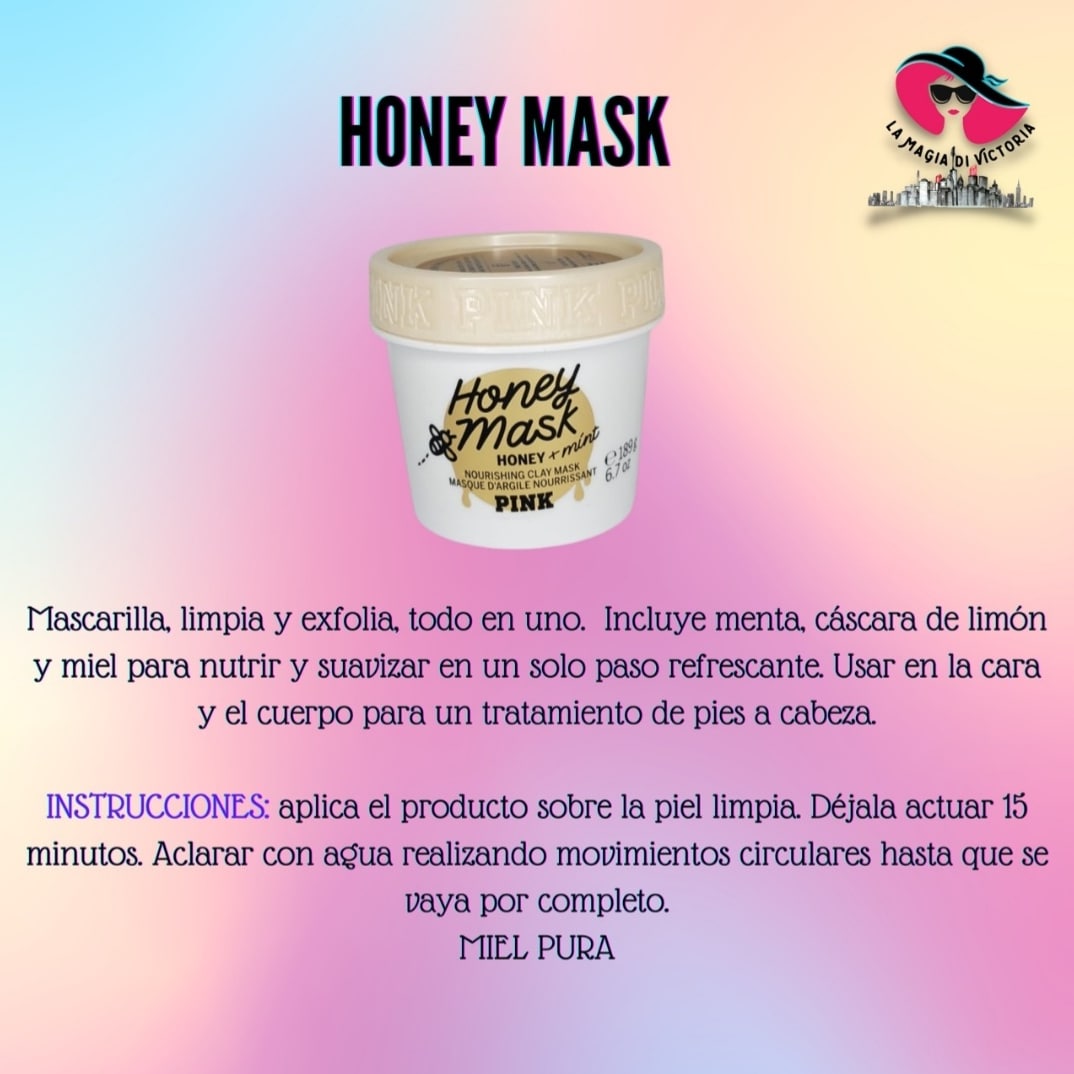 HONEY MASK
LA MAGIA DI VICTORIA
NK PINK PI
Honey
Mask
HONEY + mint
NOURISHING CLAY MASK
MASQUE D'ARGILE NOURRISSANT
PINK
e 189 g
6.7 oz
Mascarilla, limpia y exfolia, todo en uno. Incluye menta, cáscara de limón
y miel para nutrir y suavizar en un solo paso refrescante. Usar en la cara
y el cuerpo para un tratamiento de pies a cabeza.
INSTRUCCIONES: aplica el producto sobre la piel limpia. Déjala actuar 15
minutos. Aclarar con agua realizando movimientos circulares hasta que se
vaya por completo.
MIEL PURA